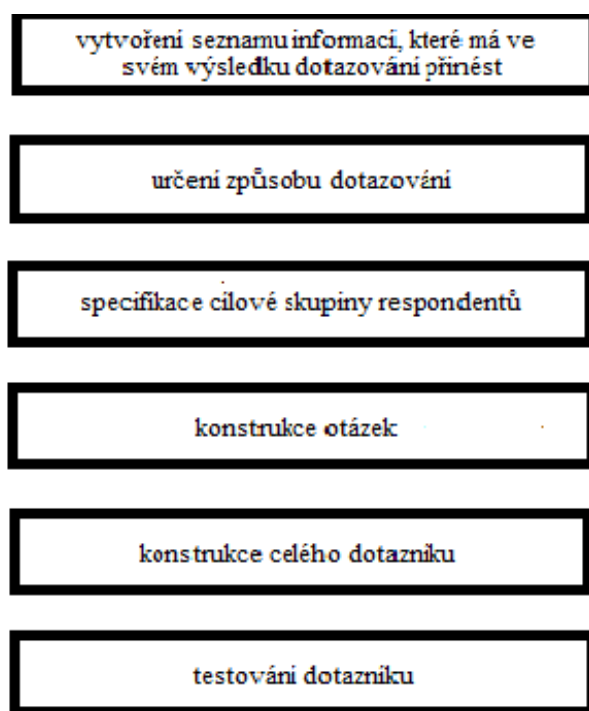 vytvoření seznamu informací, které má ve
svém výsledku dotazování přinést
určení způsobu dotazování
specifikace cílové skupiny respondentů
konstrukce otázek
konstrukce celého dotazníku
testování dotazníku